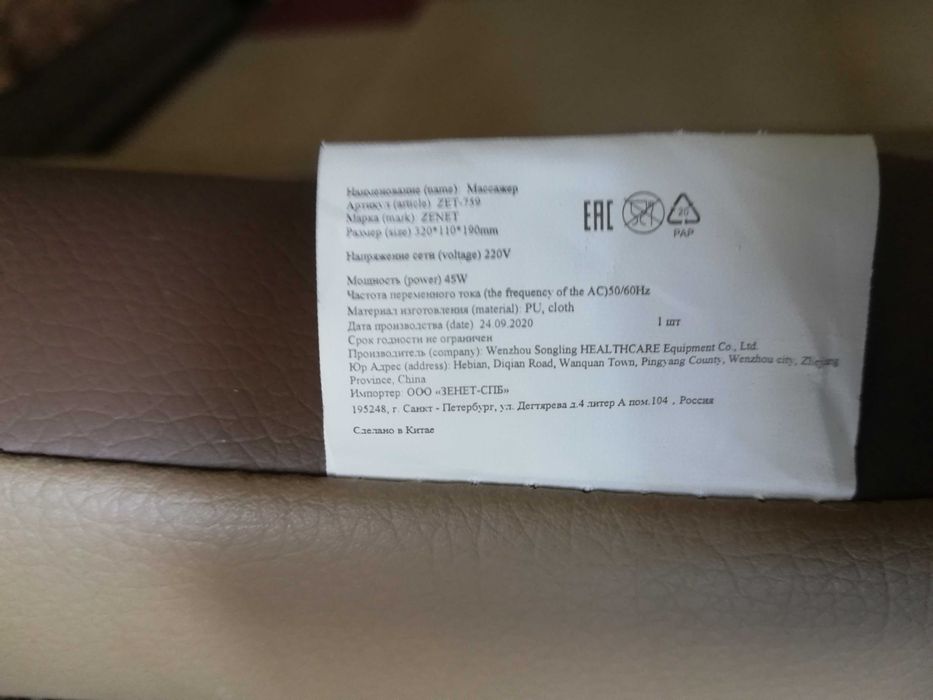 Наименование (name): Массажер
Артикул (article) ZET-759
Марка (mark) ZENET
Размер (size) 320*110*190mm
EAC
20
PAP
Напряжение сети (voltage) 220V
Мощность (power) 45W
Частота переменного тока (the frequency of the AC)50/60Hz
Материал изготовления (material): PU, cloth
Дата производства (date) 24.09.2020
1 шт
Срок годности не ограничен
Производитель (company): Wenzhou Songling HEALTHCARE Equipment Co., Ltd.
Юр Адрес (address): Hebian, Diqian Road, Wanquan Town, Pingyang County, Wenzhou city, Zhejiang
Province, China
Импортер: ООО «ЗЕНЕТ-СПБ»
195248, г. Санкт - Петербург, ул. Дегтярева д.4 литер А пом.104 , Россия
Сделано в Китае